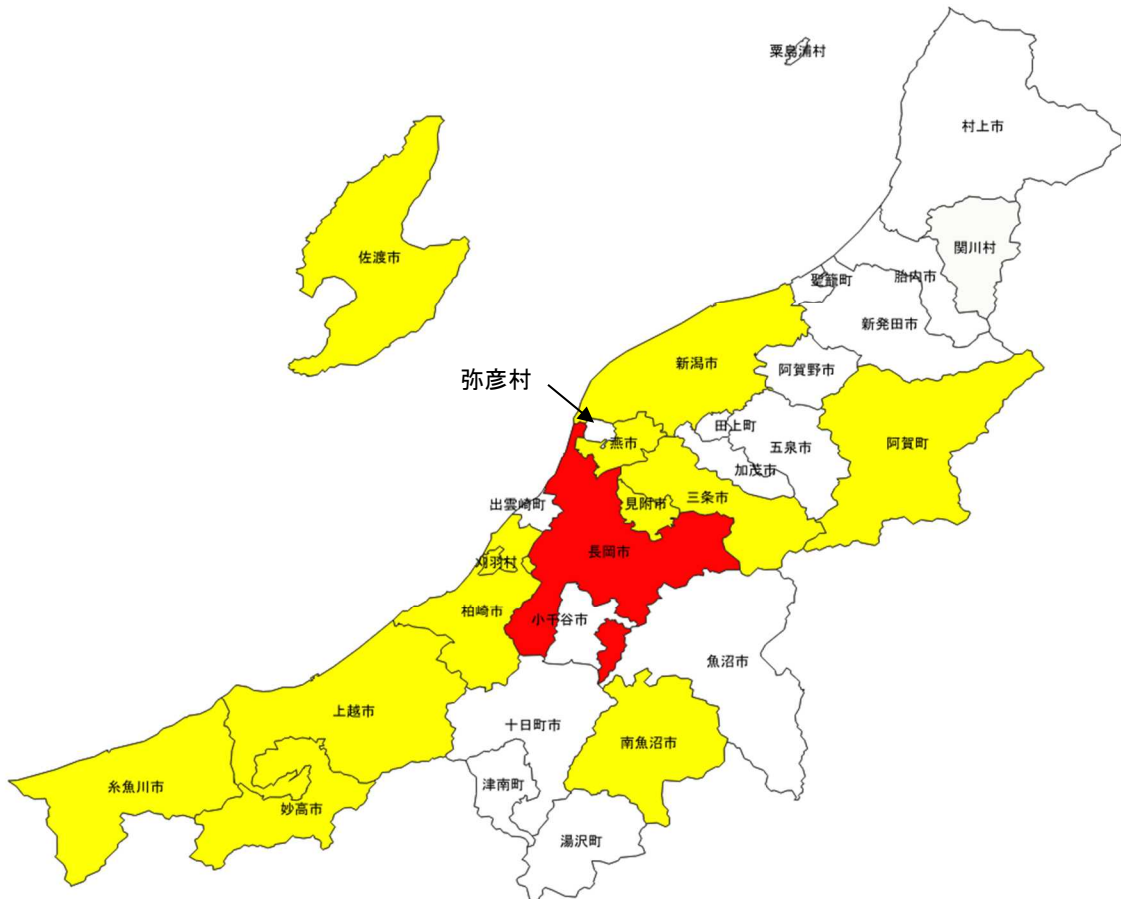 粟島浦村
村上市
関川村
佐渡市
胎内市
聖籠町
新発田市
新潟市
阿賀野市
弥彦村
田上町
燕市
五泉市
阿賀町
加茂市
三条市
見附市
出雲崎町
長岡市
刈羽村
柏崎市
小千谷市
魚沼市
上越市
十日町市
南魚沼市
糸魚川市
津南町
妙高市
湯沢町